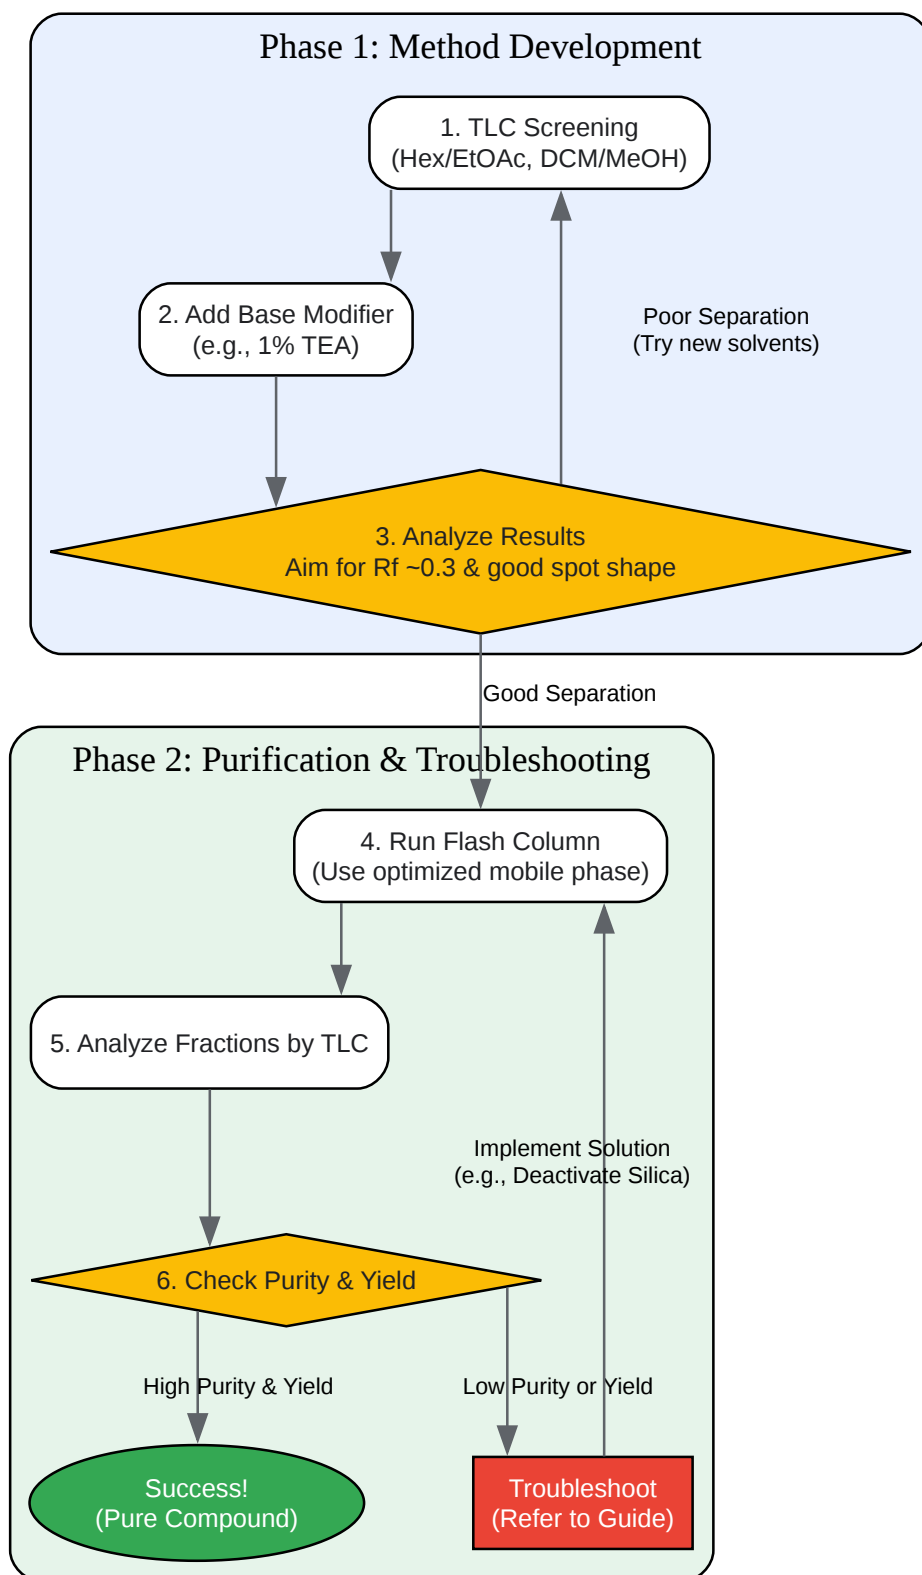 Phase 1: Method Development
1. TLC Screening
(Hex/EtOAc, DCM/MeOH)
2. Add Base Modifier
(e.g., 1% TEA)
Poor Separation
(Try new solvents)
3. Analyze Results
Aim for Rf ~0.3 & good spot shape
Good Separation
Phase 2: Purification & Troubleshooting
4. Run Flash Column
(Use optimized mobile phase)
5. Analyze Fractions by TLC
Implement Solution
(e.g., Deactivate Silica)
6. Check Purity & Yield
High Purity & Yield
Low Purity or Yield
Success!
(Pure Compound)
Troubleshoot
(Refer to Guide)